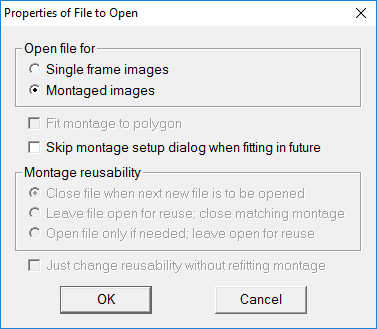 Properties of File to Open
Open file for
Single frame images
Montaged images
Fit montage to polygon
Skip montage setup dialog when fitting in future
Montage reusability
Close file when next new file is to be opened
Leave file open for reuse; close matching montage
Open file only if needed; leave open for reuse
Just change reusability without refitting montage
OK
Cancel